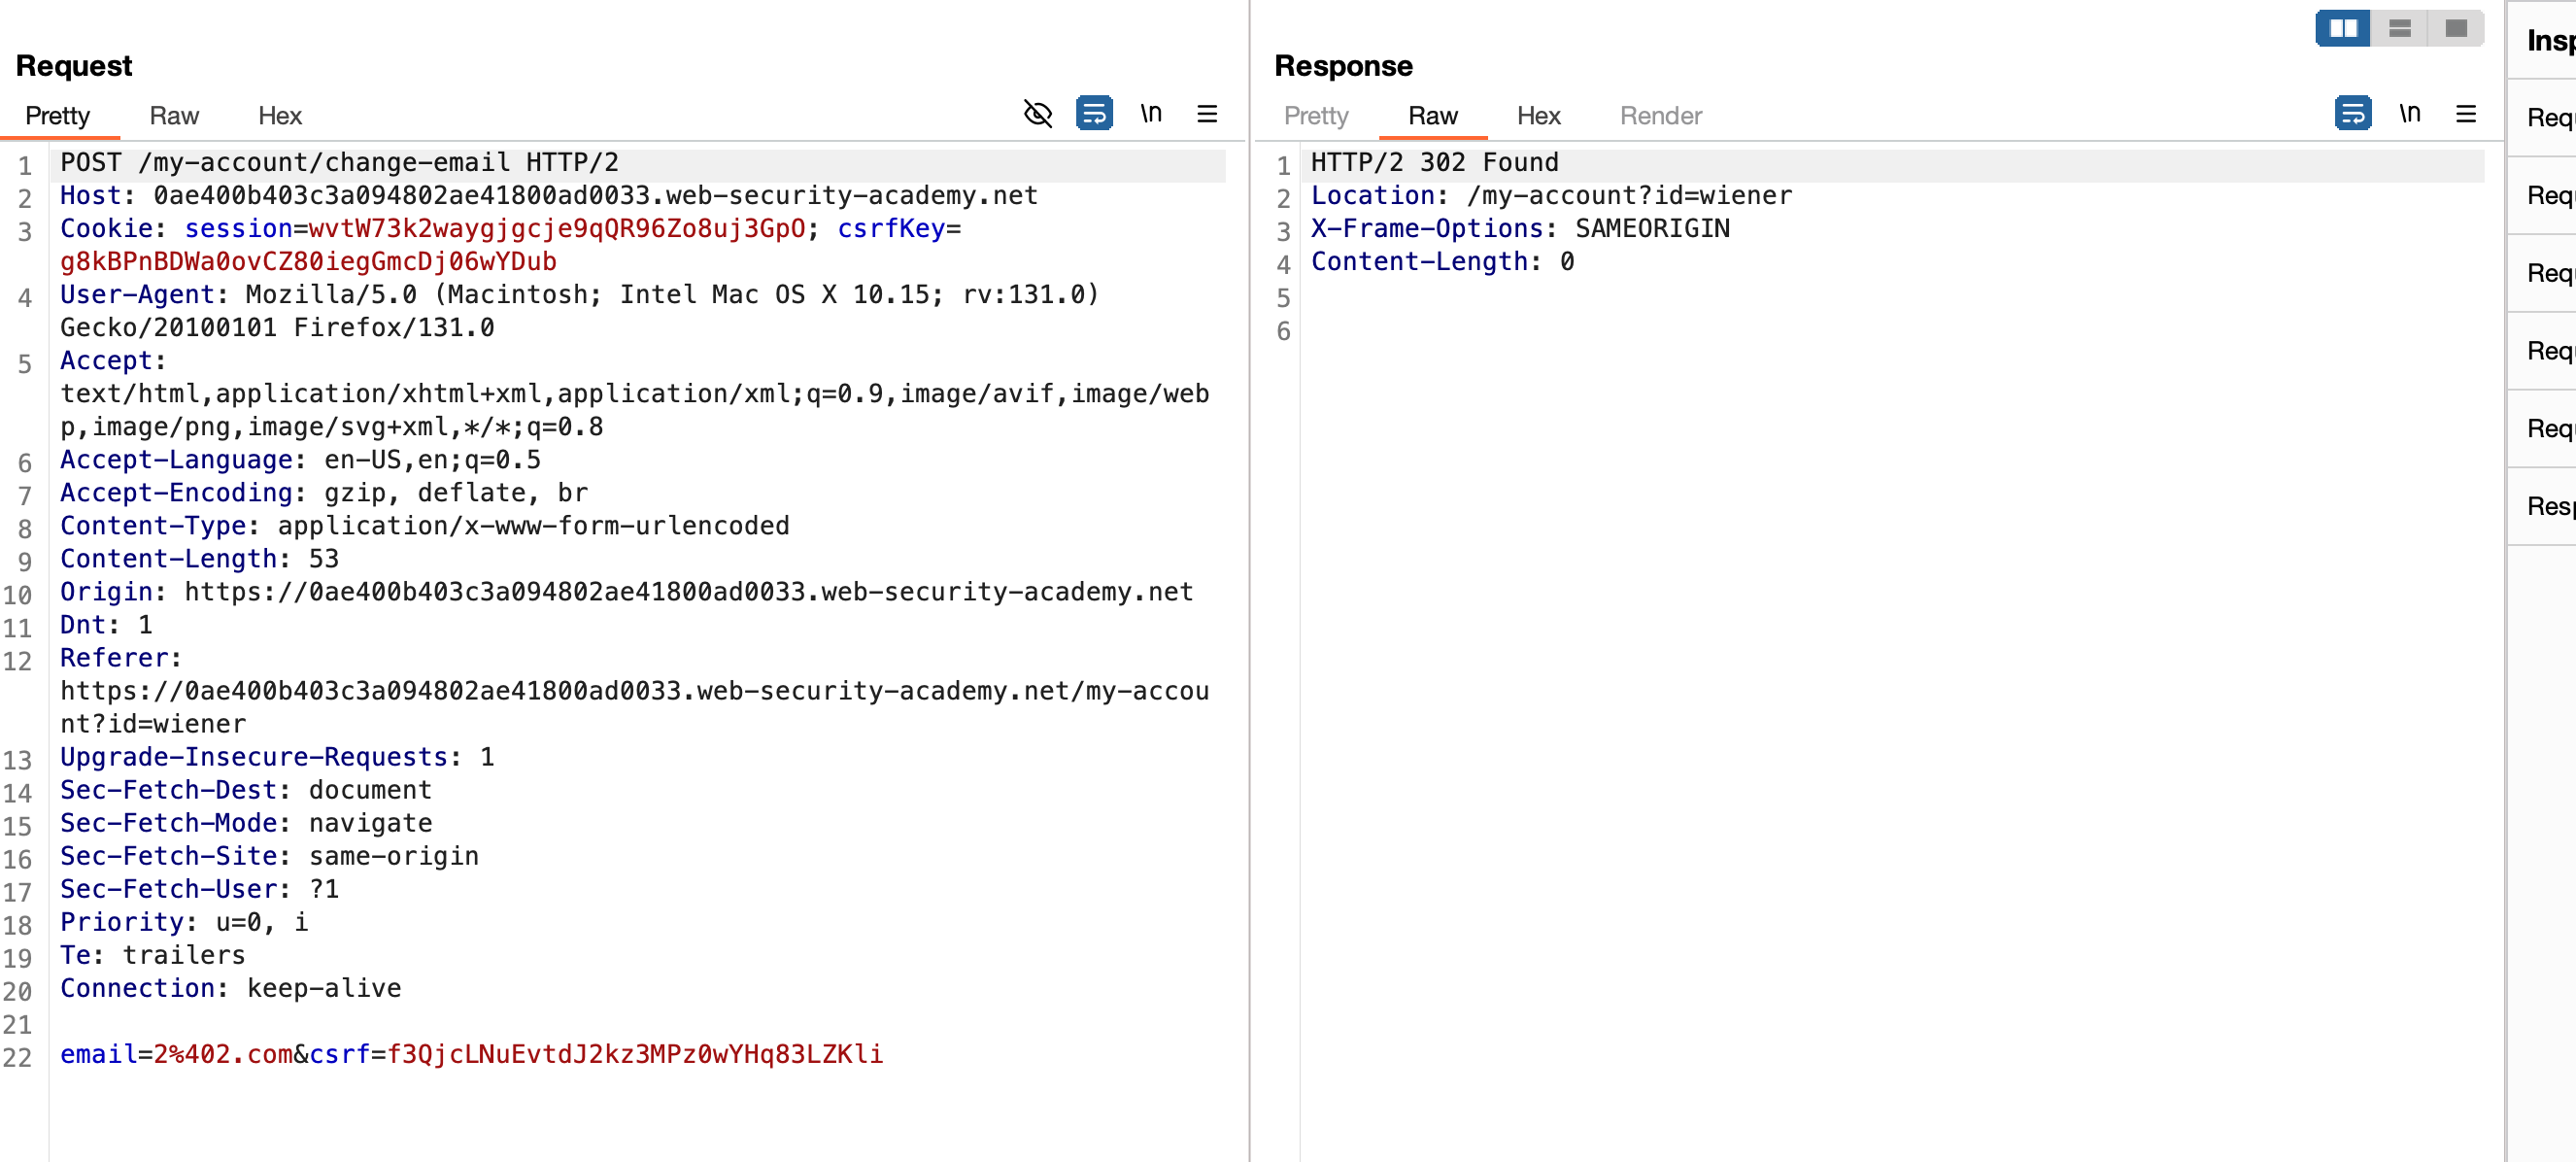 Request
Pretty Raw Hex \n
1 POST /my-account/change-email HTTP/2
2 Host: 0ae400b403c3a094802ae41800ad0033.web-security-academy.net
3 Cookie: session=wvtW73k2waygjgcje9qQR96Zo8uj3GpO; csrfKey=
g8kBPnBDWa0ovCZ80iegGmcDj06wYDub
4 User-Agent: Mozilla/5.0 (Macintosh; Intel Mac OS X 10.15; rv:131.0)
Gecko/20100101 Firefox/131.0
5 Accept:
text/html,application/xhtml+xml,application/xml;q=0.9,image/avif,image/web
p,image/png,image/svg+xml,*/*;q=0.8
6 Accept-Language: en-US,en;q=0.5
7 Accept-Encoding: gzip, deflate, br
8 Content-Type: application/x-www-form-urlencoded
9 Content-Length: 53
10 Origin: https://0ae400b403c3a094802ae41800ad0033.web-security-academy.net
11 Dnt: 1
12 Referer:
https://0ae400b403c3a094802ae41800ad0033.web-security-academy.net/my-accou
nt?id=wiener
13 Upgrade-Insecure-Requests: 1
14 Sec-Fetch-Dest: document
15 Sec-Fetch-Mode: navigate
16 Sec-Fetch-Site: same-origin
17 Sec-Fetch-User: ?1
18 Priority: u=0, i
19 Te: trailers
20 Connection: keep-alive
21
22 email=2%402.com&csrf=f3QjcLNuEvtdJ2kz3MPz0wYHq83LZKli
Response
Pretty Raw Hex Render \n
1 HTTP/2 302 Found
2 Location: /my-account?id=wiener
3 X-Frame-Options: SAMEORIGIN
4 Content-Length: 0
5
6
Insp
Req
Req
Req
Req
Req
Resp